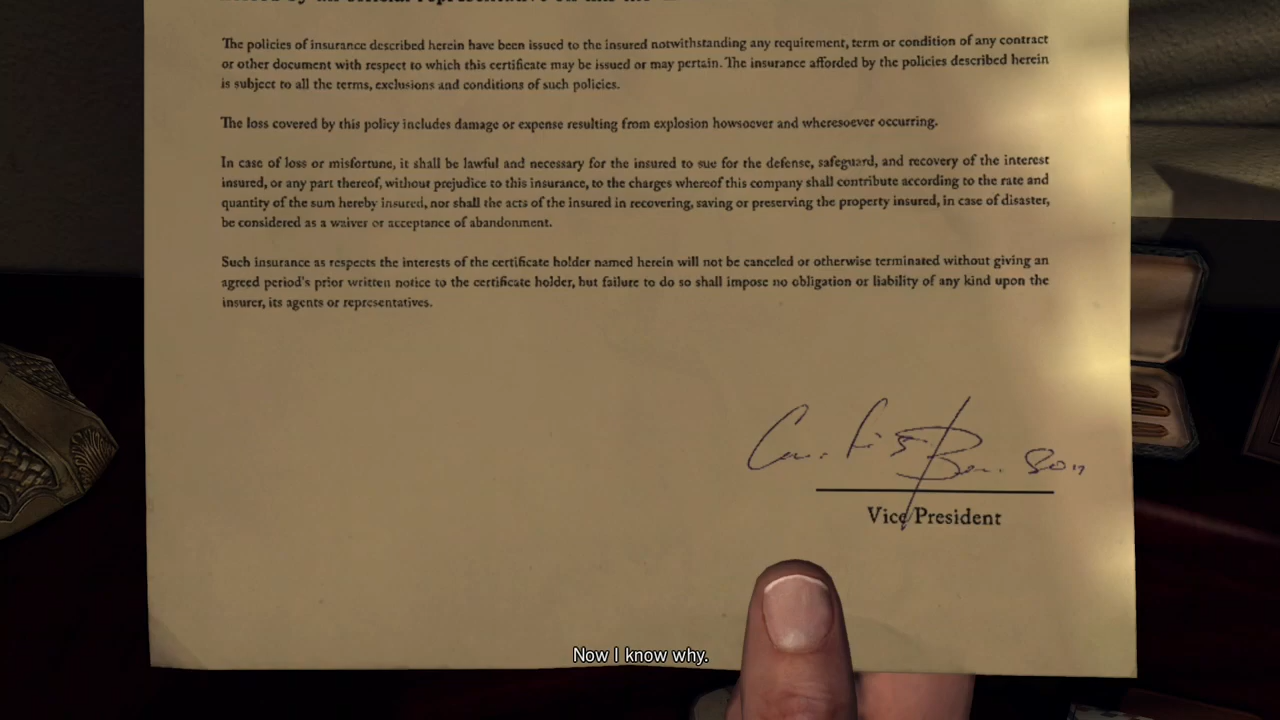 The policies of insurance described herein have been issued to the insured notwithstanding any requirement, term or condition of any contract
or other document with respect to which this certificate may be issued or may pertain. The insurance afforded by the policies described herein
is subject to all the terms, exclusions and conditions of such policies.
The loss covered by this policy includes damage or expense resulting from explosion howsoever and wheresoever occurring.
In case of loss or misfortune, it shall be lawful and necessary for the insured to sue for the defense, safeguard, and recovery of the interest
insured, or any part thereof, without prejudice to this insurance, to the charges whereof this company shall contribute according to the rate and
quantity of the sum hereby insured, nor shall the acts of the insured in recovering, saving or preserving the property insured, in case of disaster,
be considered as a waiver or acceptance of abandonment.
Such insurance as respects the interests of the certificate holder named herein will not be canceled or otherwise terminated without giving an
agreed period's prior written notice to the certificate holder, but failure to do so shall impose no obligation or liability of any kind upon the
insurer, its agents or representatives.
Vice President
Now I know why.